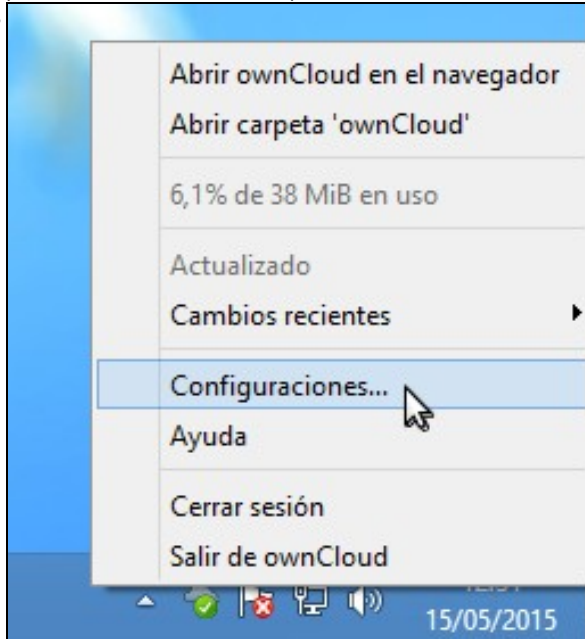 Abrir ownCloud en el navegador
Abrir carpeta 'ownCloud'
6,1% de 38 MiB en uso
Actualizado
Cambios recientes
Configuraciones...
Ayuda
Cerrar sesión
Salir de ownCloud
15/05/2015